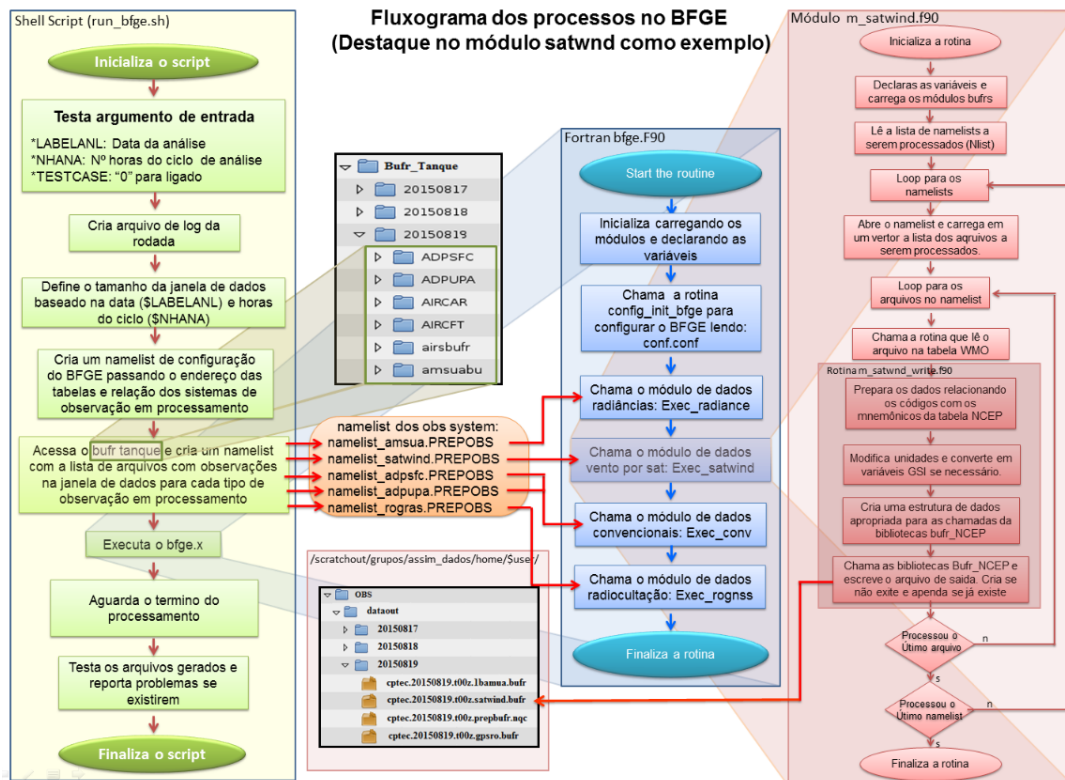 Fluxograma dos processos no BFGE
(Destaque no módulo satwnd como exemplo)
Shell Script (run_bfge.sh)
Inicializa o script
Testa argumento de entrada
*LABELANL: Data da análise
*NHANA: Nº horas do ciclo de análise
*TESTCASE: “0” para ligado
Cria arquivo de log da
rodada
Define o tamanho da janela de dados
baseado na data ($LABELANL) e horas
do ciclo ($NHANA)
Cria um namelist de configuração
do BFGE passando o endereço das
tabelas e relação dos sistemas de
observação em processamento
Acessa o bufr tanque e cria um namelist
com a lista de arquivos com observações
na janela de dados para cada tipo de
observação em processamento
Executa o bfge.x
Aguarda o termino do
processamento
Testa os arquivos gerados e
reporta problemas se
existirem
Finaliza o script
Bufr_Tanque
20150817
20150818
20150819
ADPSFC
ADPUPA
AIRCAR
AIRCFT
airsbufr
amsuabu
namelist dos obs system:
namelist_amsua.PREPOBS
namelist_satwind.PREPOBS
namelist_adpsfc.PREPOBS
namelist_adpupa.PREPOBS
namelist_rogras.PREPOBS
/scratchout/grupos/assim_dados/home/$user/
OBS
dataout
20150817
20150818
20150819
cptec.20150819.t00z.1bamua.bufr
cptec.20150819.t00z.satwind.bufr
cptec.20150819.t00z.prepbufr.nqc
cptec.20150819.t00z.gpsro.bufr
Fortran bfge.F90
Start the routine
Inicializa carregando os
módulos e declarando as
variáveis
Chama a rotina
config_init_bfge para
configurar o BFGE lendo:
conf.conf
Chama o módulo de dados
radiâncias: Exec_radiance
Chama o módulo de dados
vento por sat: Exec_satwind
Chama o módulo de dados
convencionais: Exec_conv
Chama o módulo de dados
radiocultação: Exec_rognss
Finaliza a rotina
Módulo m_satwind.f90
Inicializa a rotina
Declaras as variáveis e
carrega os módulos bufrs
Lê a lista de namelists a
serem processados (Nlist)
Loop para os
namelists
Abre o namelist e carrega em
um vertor a lista dos aqrivos a
serem processados.
Loop para os
arquivos no namelist
Chama a rotina que lê o
arquivo na tabela WMO
Rotina m_satwnd_write.f90
Prepara os dados relacionando
os códigos com os
mnemônicos da tabela NCEP
Modifica unidades e converte em
variáveis GSI se necessário.
Cria uma estrutura de dados
apropriada para as chamadas da
bibliotecas bufr_NCEP
Chama as bibliotecas Bufr_NCEP e
escreve o arquivo de saida. Cria se
não exite e apenda se já existe
Processou o
Útimo arquivo
n
s
Processou o
Útimo namelist
n
s
Finaliza a rotina